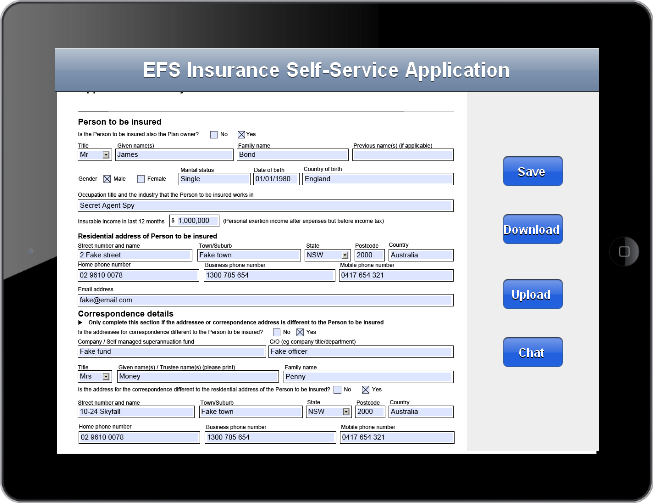 EFS Insurance Self-Service Application
Person to be insured
Is the Person to be insured also the Plan owner? No Yes
Title Given name(s) Family name Previous name(s) (if applicable)
Mr James Bond
Marital status Date of birth Country of birth
Gender Male Female Single 01/01/1980 England
Occupation title and the industry that the Person to be insured works in
Secret Agent Spy
Insurable income in last 12 months $ 1,000,000 (Personal exertion income after expenses but before income tax)
Residential address of Person to be insured
Street number and name Town/Suburb State Postcode Country
2 Fake street Fake town NSW 2000 Australia
Home phone number Business phone number Mobile phone number
02 9610 0078 1300 765 654 0417 654 321
Email address
fake@email.com
Correspondence details
Only complete this section if the addressee or correspondence address is different to the Person to be insured
Is the addressee for correspondence different to the Person to be insured? No Yes
Company / Self managed superannuation fund C/O (eg company title/department)
Fake fund Fake officer
Title Given name(s) / Trustee name(s) (please print) Family name
Mrs Money Penny
Is the address for the correspondence different to the residential address of the Person to be insured? No Yes
Street number and name Town/Suburb State Postcode Country
10-24 Skyfall Fake town NSW 2000 Australia
Home phone number Business phone number Mobile phone number
02 9610 0078 1300 765 654 0417 654 321
Save
Download
Upload
Chat